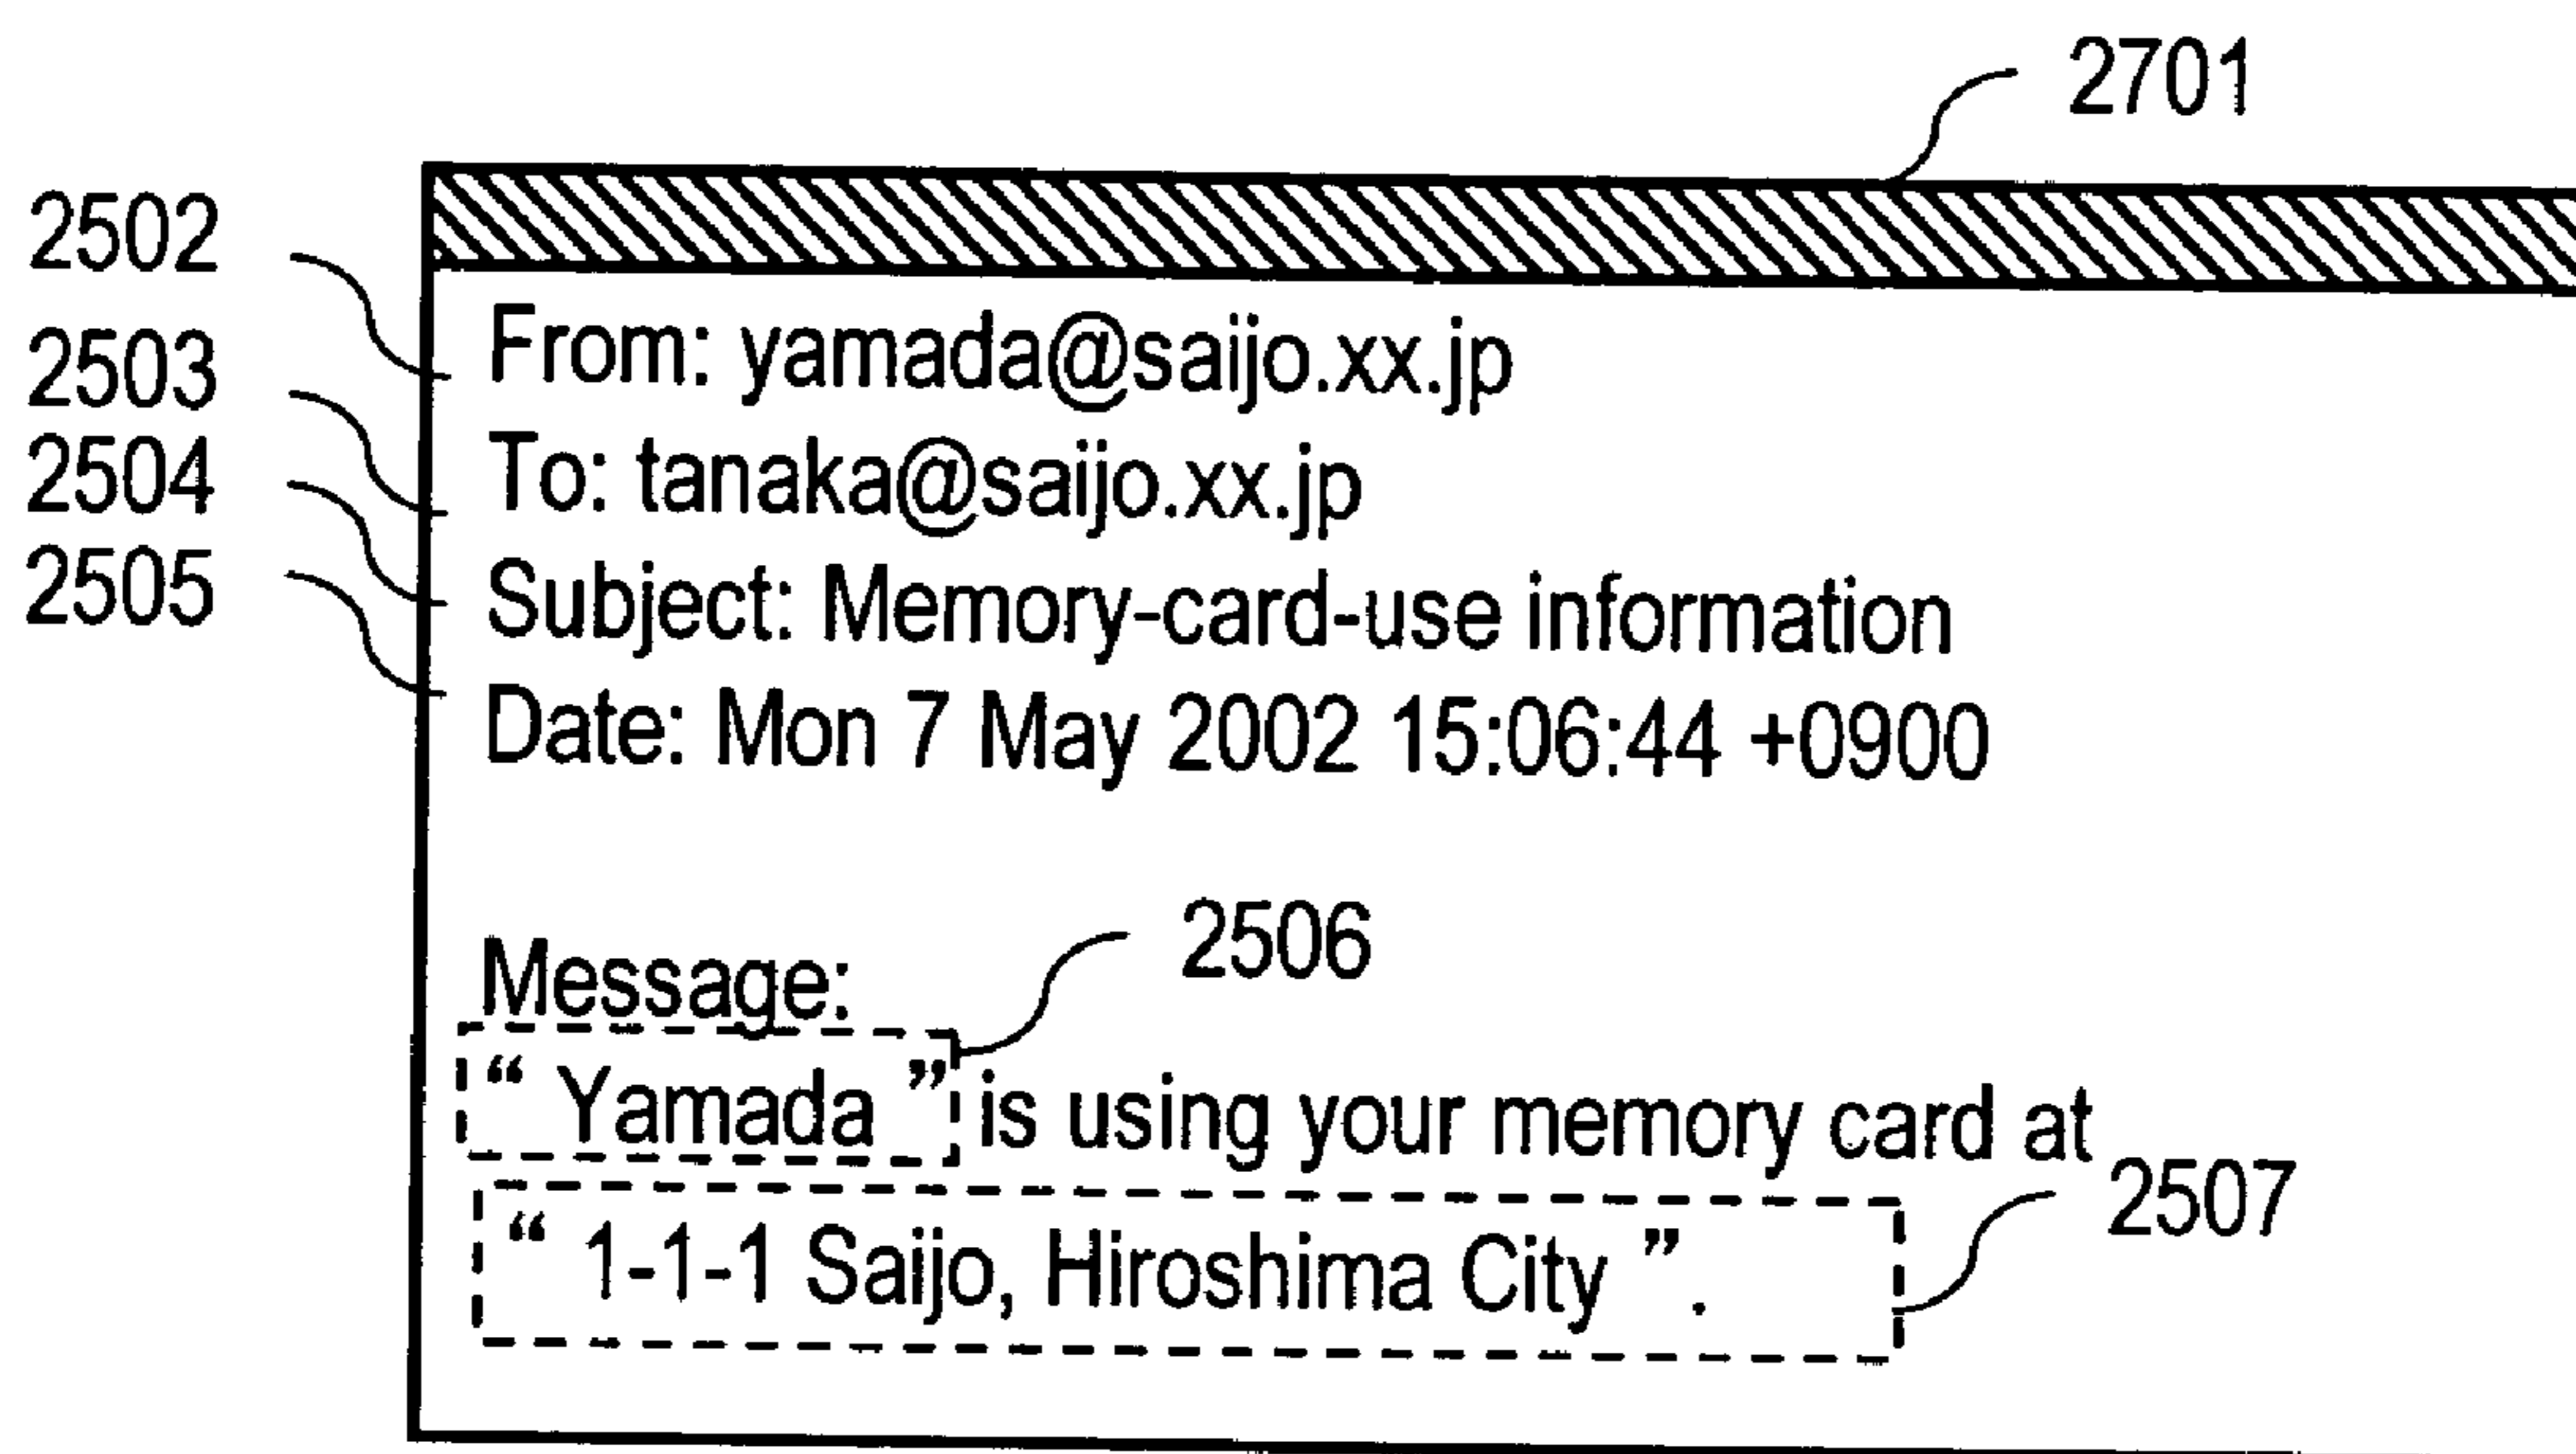 2701
2502
From: yamada@saijo.xx.jp
2503
To: tanaka@saijo.xx.jp
2504
Subject: Memory-card-use information
2505
Date: Mon 7 May 2002 15:06:44 +0900
Message:
2506
“ Yamada ” is using your memory card at
2507
“ 1-1-1 Saijo, Hiroshima City ”.